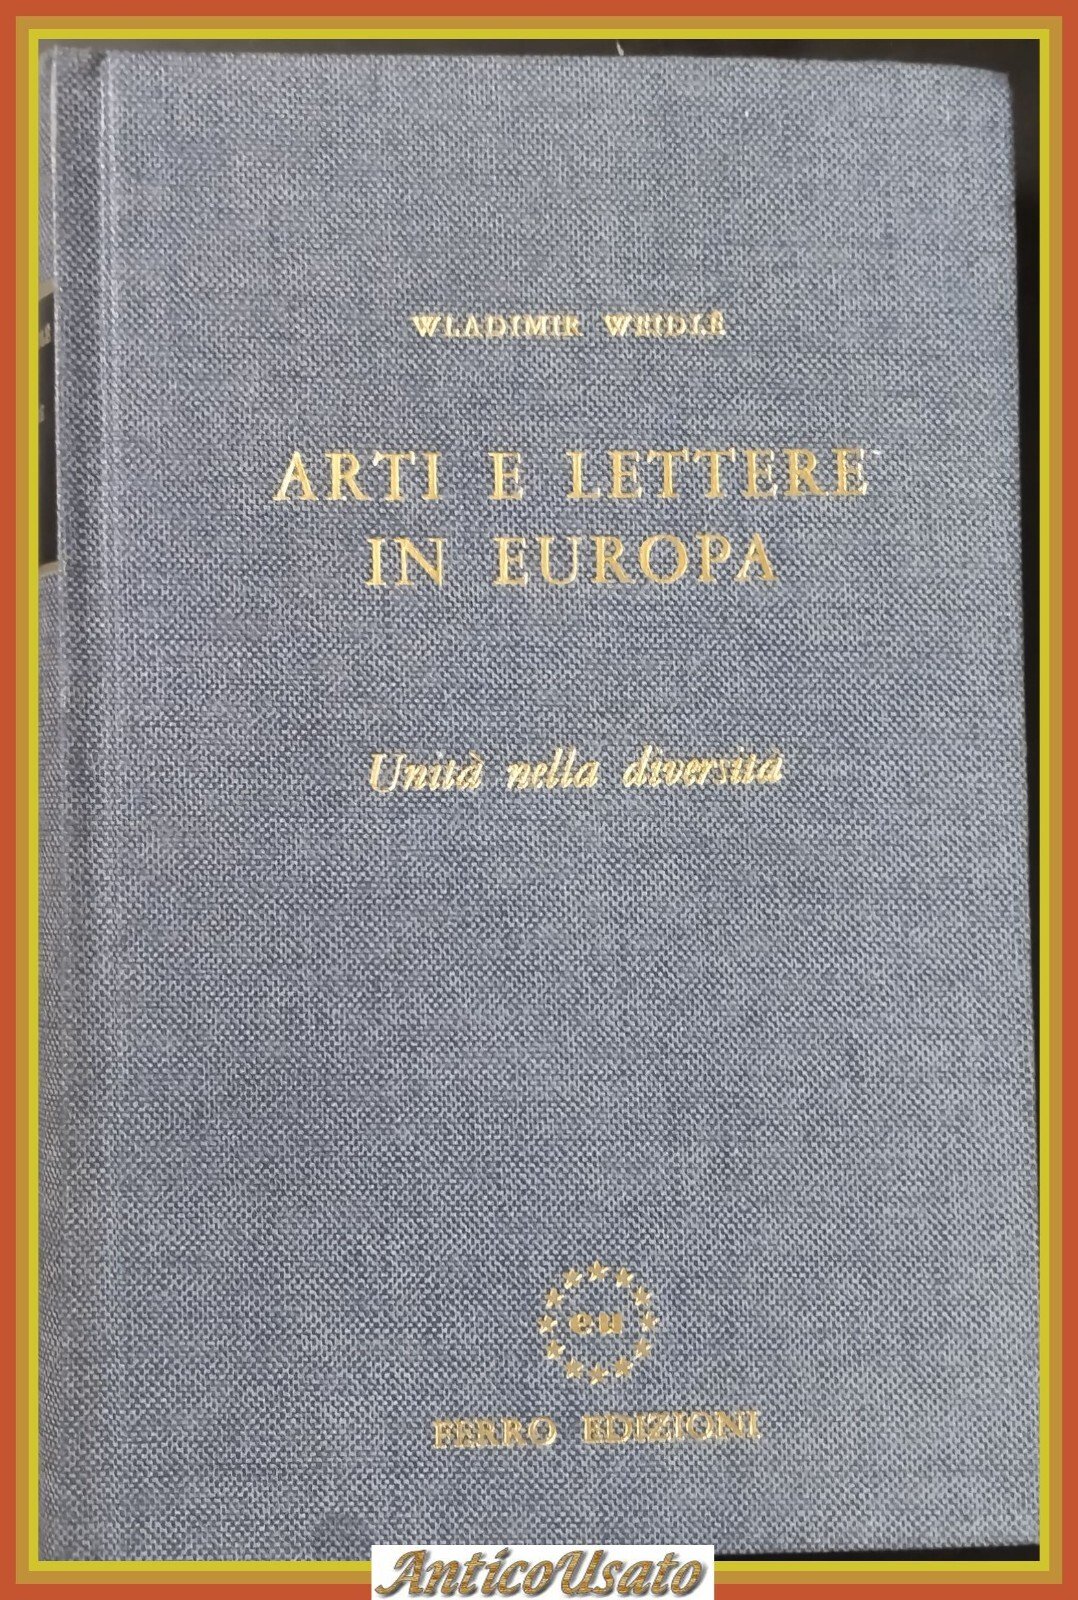 WLADIMIR WEIDLÉ
ARTI E LETTERE
IN EUROPA
Unità nella diversità
eu
FERRO EDIZIONI
AnticoUsato